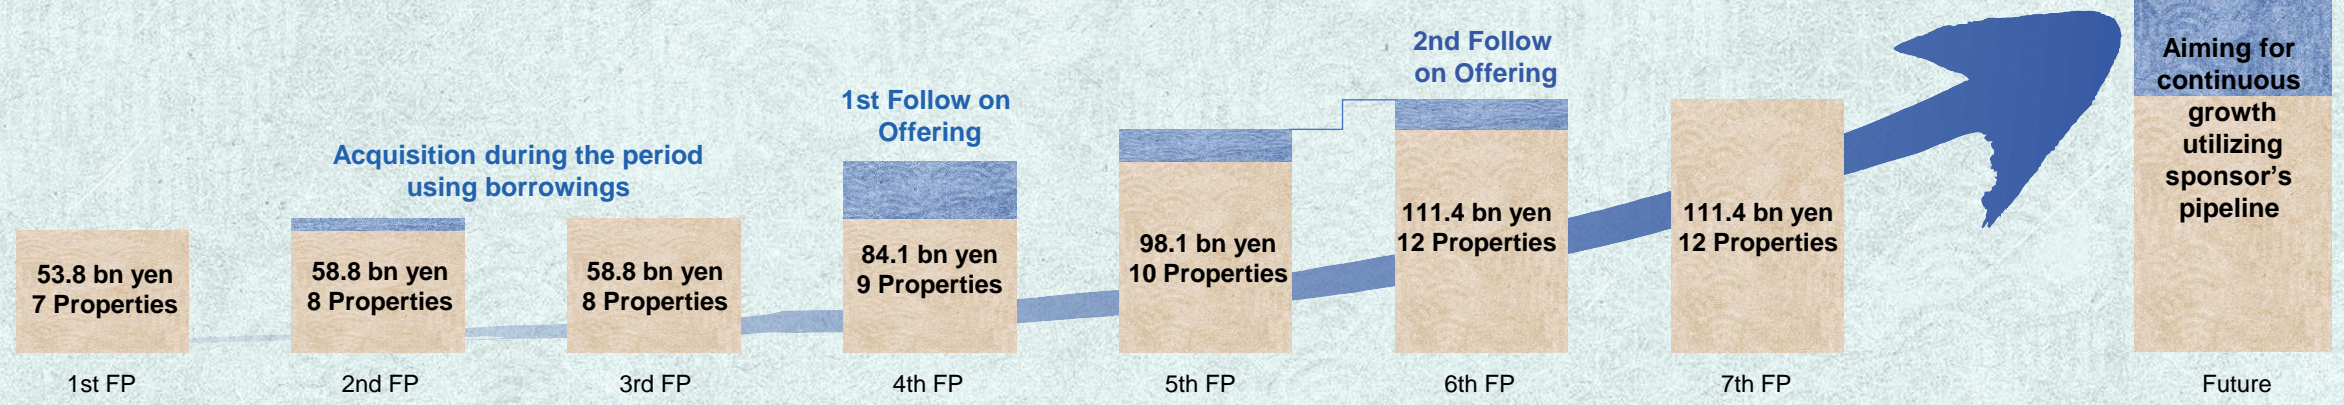 53.8 bn yen
7 Properties
1st FP
Acquisition during the period
using borrowings
58.8 bn yen
8 Properties
2nd FP
58.8 bn yen
8 Properties
3rd FP
1st Follow on
Offering
84.1 bn yen
9 Properties
4th FP
98.1 bn yen
10 Properties
5th FP
2nd Follow
on Offering
111.4 bn yen
12 Properties
6th FP
111.4 bn yen
12 Properties
7th FP
Aiming for
continuous
growth
utilizing
sponsor's
pipeline
Future